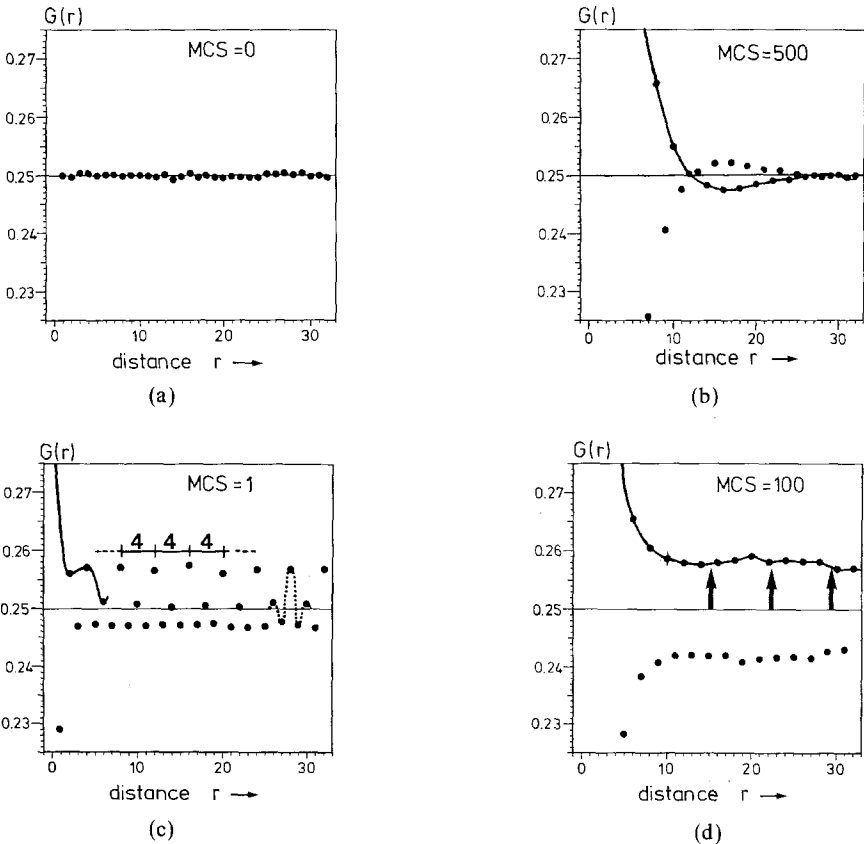 G(r)
MCS=0
0.27
0.26
0.25
0.24
0.23
0 10 20 30
distance r →
(a)
G(r)
MCS=500
0.27
0.26
0.25
0.24
0.23
0 10 20 30
distance r →
(b)
G(r)
MCS=1
0.27
4 4 4
0.26
0.25
0.24
0.23
0 10 20 30
distance r →
(c)
G(r)
MCS=100
0.27
0.26
0.25
0.24
0.23
0 10 20 30
distance r →
(d)